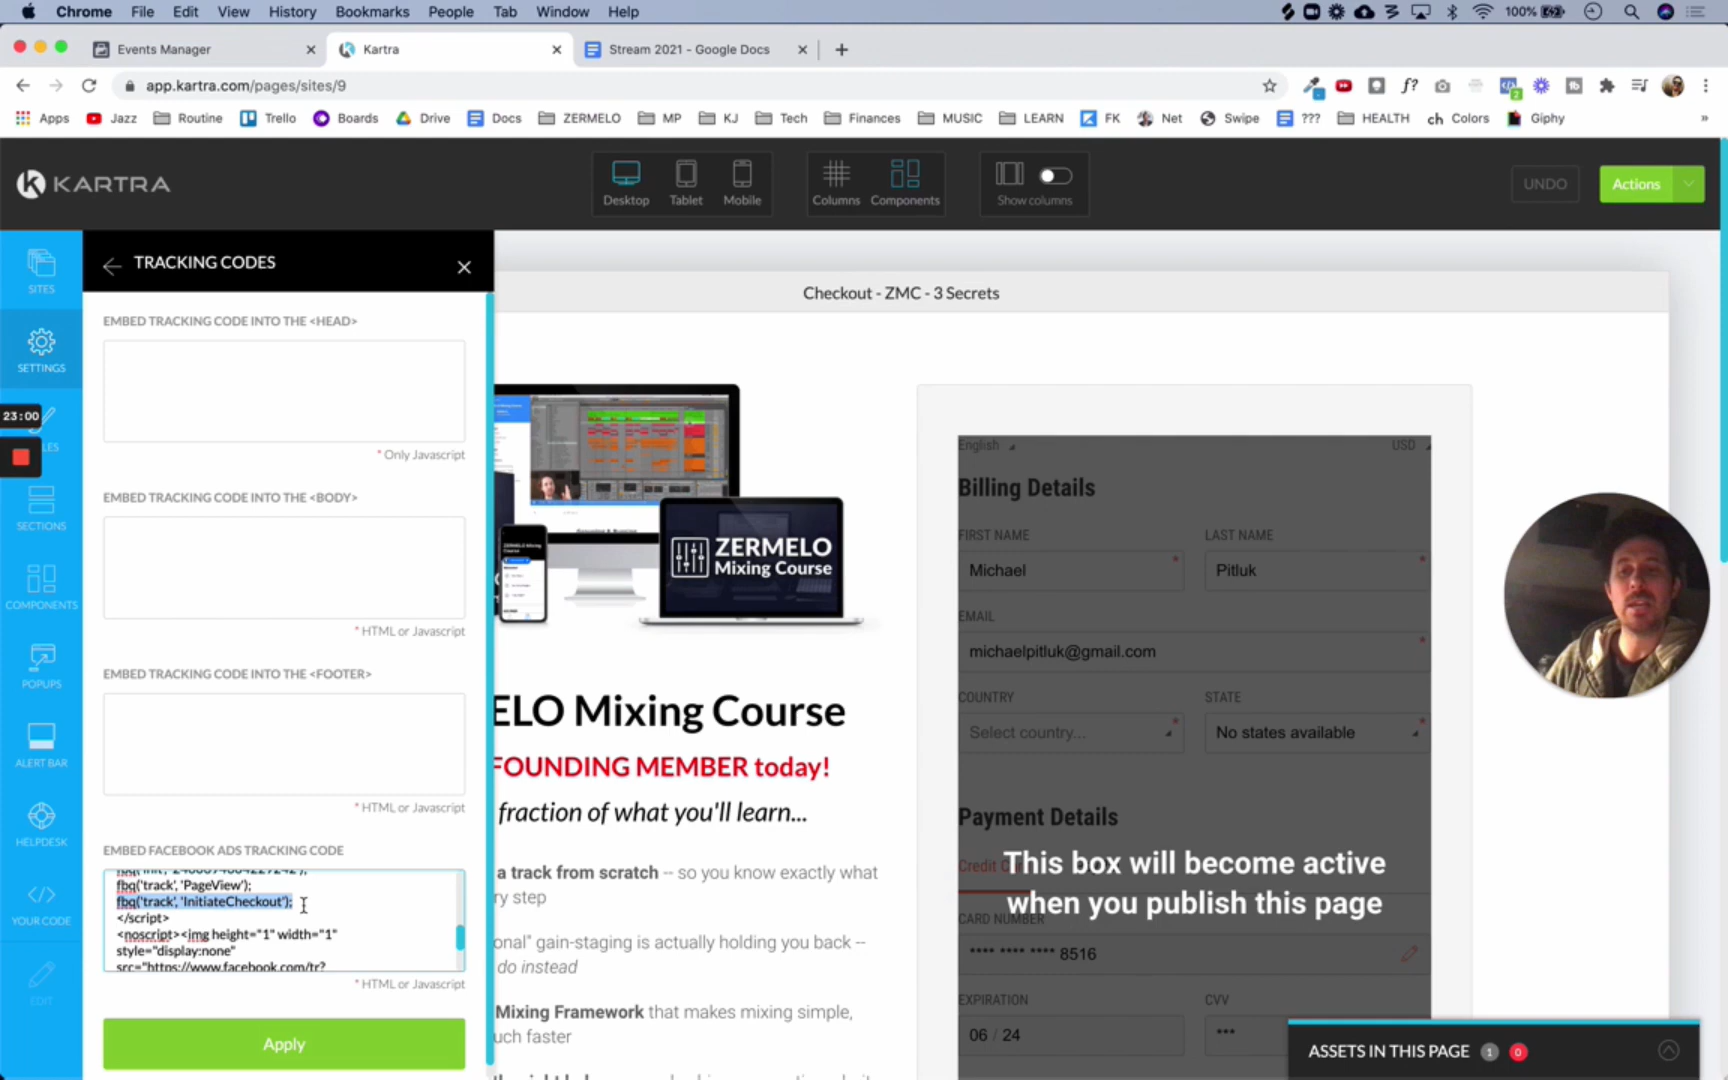 Chrome File Edit View History Bookmarks People Tab Window Help
100%
Events Manager
Kartra
Stream 2021 - Google Docs
app.kartra.com/pages/sites/9
f?
2
Apps Jazz Routine Trello Boards Drive Docs ZERMELO MP KJ Tech Finances MUSIC LEARN FK Net Swipe ??? HEALTH ch Colors Giphy »
KARTRA
Desktop Tablet Mobile
Columns Components
Show columns
UNDO
Actions
TRACKING CODES
SITES
SETTINGS
23:00
LES
SECTIONS
COMPONENTS
POPUPS
ALERT BAR
HELPDESK
YOUR CODE
EDIT
EMBED TRACKING CODE INTO THE <HEAD>
* Only Javascript
EMBED TRACKING CODE INTO THE <BODY>
* HTML or Javascript
EMBED TRACKING CODE INTO THE <FOOTER>
* HTML or Javascript
EMBED FACEBOOK ADS TRACKING CODE
fbq('track', 'PageView');
fbq('track', 'InitiateCheckout');
</script>
<noscript><img height="1" width="1"
style="display:none"
src="https://www.facebook.com/tr?
* HTML or Javascript
Apply
Checkout - ZMC - 3 Secrets
ZERMELO
Mixing Course
ELO Mixing Course
FOUNDING MEMBER today!
fraction of what you'll learn...
a track from scratch -- so you know exactly what
ry step
onal" gain-staging is actually holding you back --
do instead
Mixing Framework that makes mixing simple,
uch faster
English
USD
Billing Details
FIRST NAME
LAST NAME
Michael
Pitluk
EMAIL
michaelpitluk@gmail.com
COUNTRY
STATE
Select country...
No states available
Payment Details
Credit Car
This box will become active
when you publish this page
CARD NUMBER
•••• •••• •••• 8516
EXPIRATION
CVV
06 / 24
•••
ASSETS IN THIS PAGE 1 0